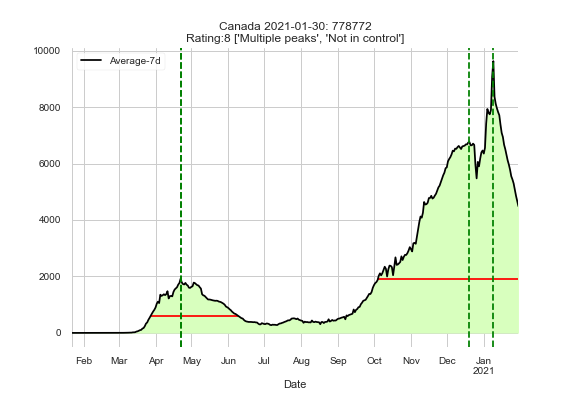 Canada 2021-01-30: 778772
Rating:8 ['Multiple peaks', 'Not in control']
Average-7d
10000
8000
6000
4000
2000
0
Feb Mar Apr May Jun Jul Aug Sep Oct Nov Dec Jan
2021
Date